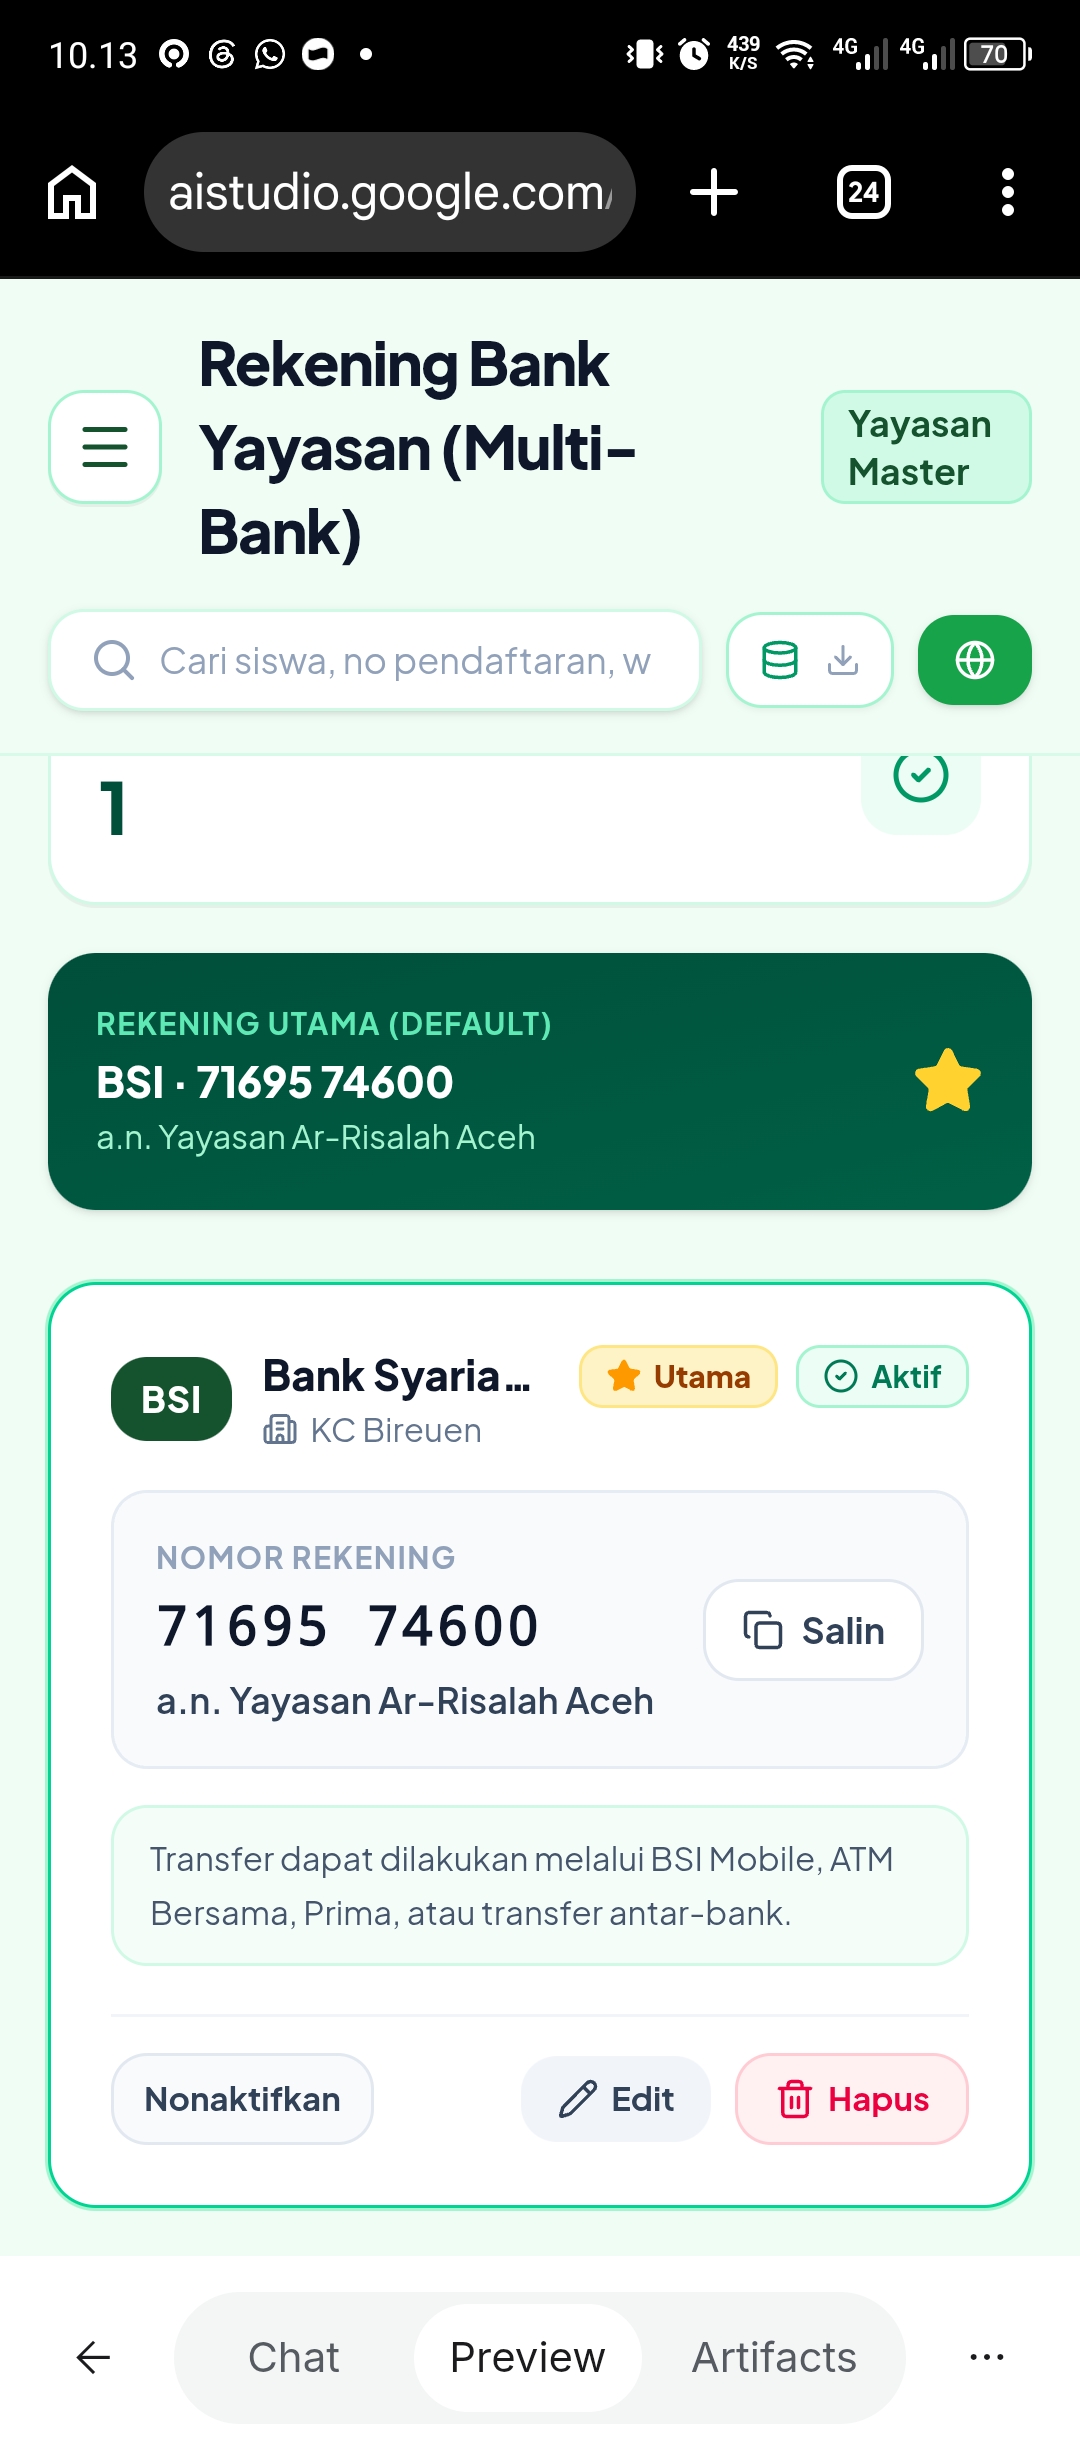 10.13
439
K/S
4G
4G
70
aistudio.google.com/
24
Rekening Bank
Yayasan (Multi-
Bank)
Yayasan
Master
Cari siswa, no pendaftaran, w
1
REKENING UTAMA (DEFAULT)
BSI · 71695 74600
a.n. Yayasan Ar-Risalah Aceh
BSI
Bank Syaria...
Utama
Aktif
KC Bireuen
NOMOR REKENING
71695 74600
Salin
a.n. Yayasan Ar-Risalah Aceh
Transfer dapat dilakukan melalui BSI Mobile, ATM
Bersama, Prima, atau transfer antar-bank.
Nonaktifkan
Edit
Hapus
Chat
Preview
Artifacts